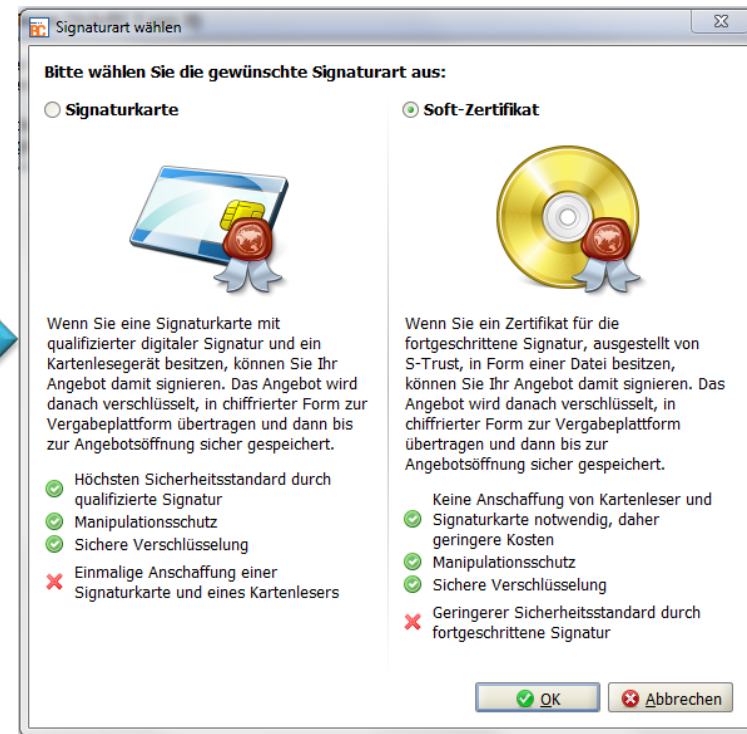 Signaturart wählen
Bitte wählen Sie die gewünschte Signaturart aus:
Signaturkarte
Wenn Sie eine Signaturkarte mit
qualifizierter digitaler Signatur und ein
Kartenlesegerät besitzen, können Sie Ihr
Angebot damit signieren. Das Angebot wird
danach verschlüsselt, in chiffrierter Form zur
Vergabeplattform übertragen und dann bis
zur Angebotsöffnung sicher gespeichert.
Höchsten Sicherheitsstandard durch
qualifizierte Signatur
Manipulationsschutz
Sichere Verschlüsselung
Einmalige Anschaffung einer
Signaturkarte und eines Kartenlesers
Soft-Zertifikat
Wenn Sie ein Zertifikat für die
fortgeschrittene Signatur, ausgestellt von
S-Trust, in Form einer Datei besitzen,
können Sie Ihr Angebot damit signieren. Das
Angebot wird danach verschlüsselt, in
chiffrierter Form zur Vergabeplattform
übertragen und dann bis zur
Angebotsöffnung sicher gespeichert.
Keine Anschaffung von Kartenleser und
Signaturkarte notwendig, daher
geringere Kosten
Manipulationsschutz
Sichere Verschlüsselung
Geringerer Sicherheitsstandard durch
fortgeschrittene Signatur
OK
Abbrechen